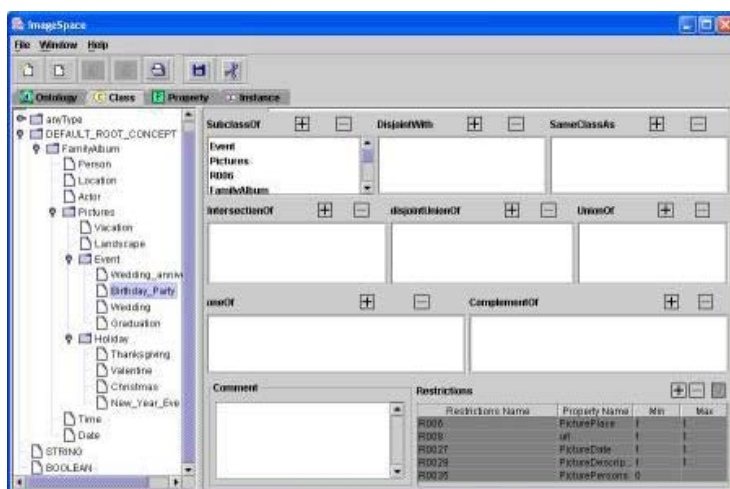 ImageSpace
File Window Help
Ontology Class Property Instance
anyType
DEFAULT_ROOT_CONCEPT
FamilyAlbum
Person
Location
Actor
Pictures
Vacation
Landscape
Event
Wedding_anniv
Birthday_Party
Wedding
Graduation
Holiday
Thanksgiving
Valentine
Christmas
New_Year_Eve
Time
Date
STRING
BOOLEAN
SubclassOf DisjointWith SameClassAs
Event
Pictures
R006
FamilyAlbum
IntersectionOf disjointUnionOf UnionOf
oneOf ComplementOf
Comment Restrictions
Restrictions Name Property Name Min Max
R006 PicturePlace 1 1
R008 url 1 1
R0027 PictureDate 1 1
R0029 PictureDescrip... 1 1
R0035 PicturePersons 0